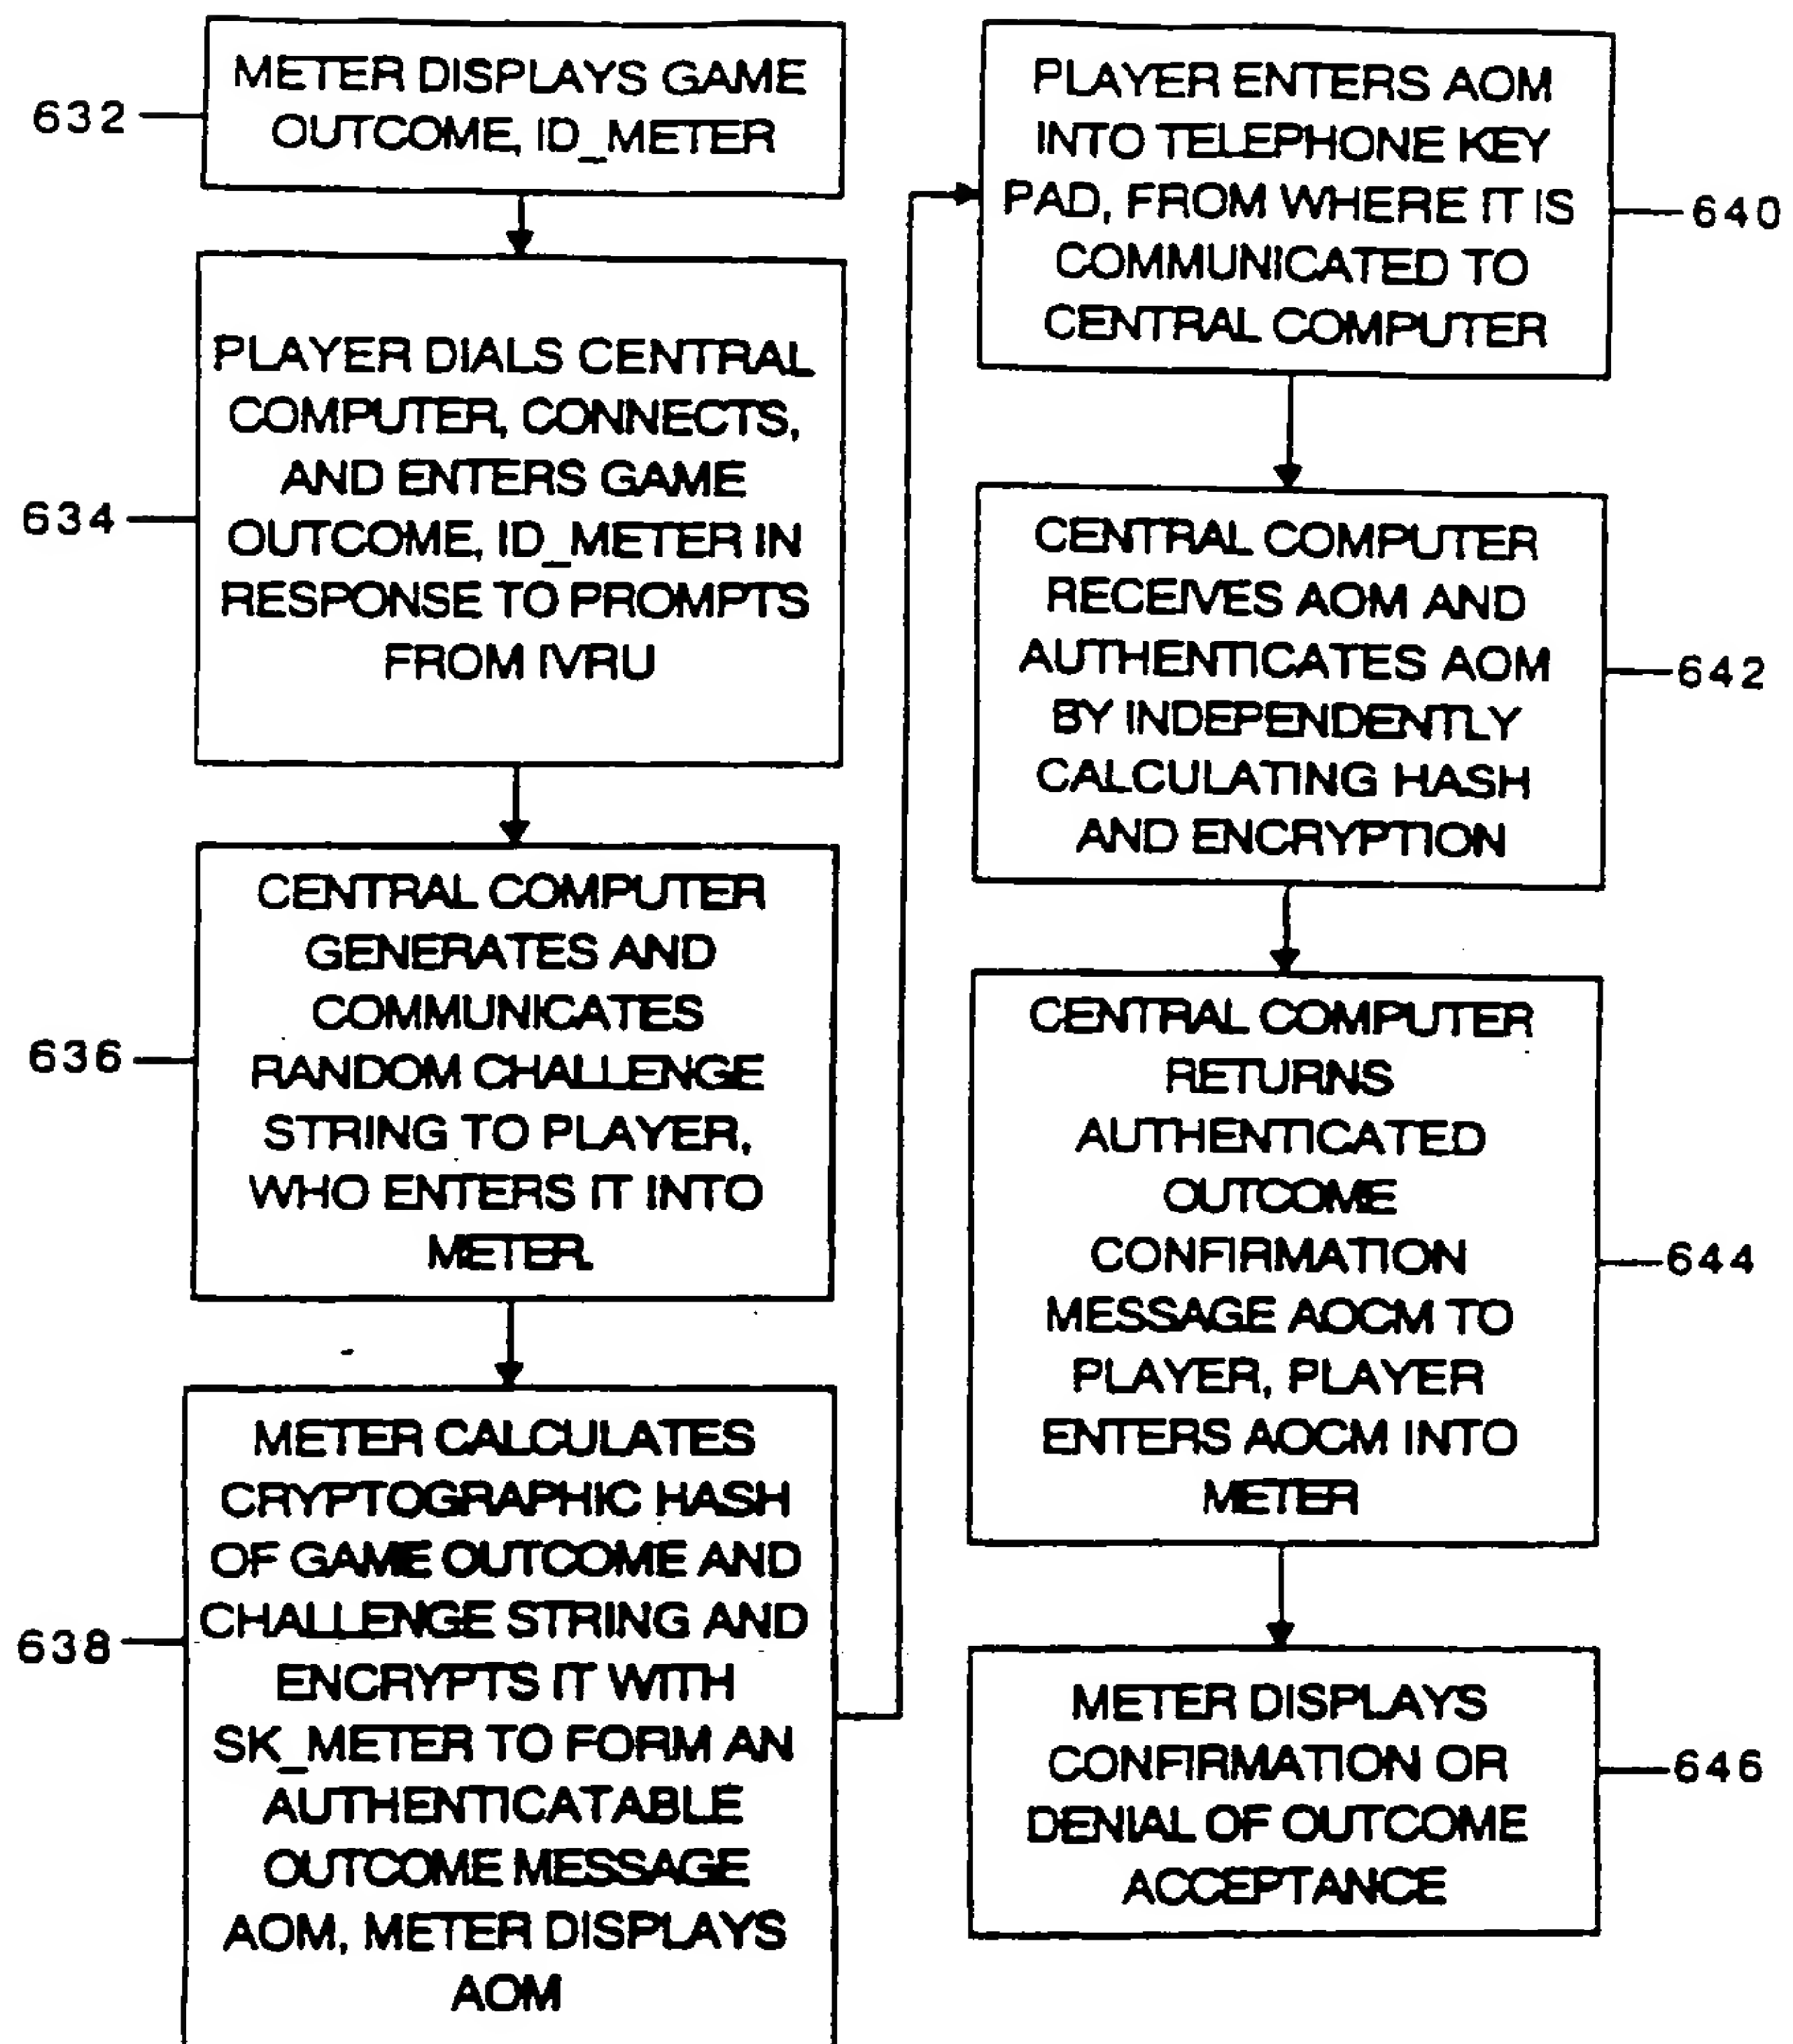 METER DISPLAYS GAME
OUTCOME, ID_METER
632
PLAYER DIALS CENTRAL
COMPUTER, CONNECTS,
AND ENTERS GAME
OUTCOME, ID_METER IN
RESPONSE TO PROMPTS
FROM IVRU
634
CENTRAL COMPUTER
GENERATES AND
COMMUNICATES
RANDOM CHALLENGE
STRING TO PLAYER,
WHO ENTERS IT INTO
METER.
636
METER CALCULATES
CRYPTOGRAPHIC HASH
OF GAME OUTCOME AND
CHALLENGE STRING AND
ENCRYPTS IT WITH
SK_METER TO FORM AN
AUTHENTICATABLE
OUTCOME MESSAGE
AOM, METER DISPLAYS
AOM
638
PLAYER ENTERS AOM
INTO TELEPHONE KEY
PAD, FROM WHERE IT IS
COMMUNICATED TO
CENTRAL COMPUTER
640
CENTRAL COMPUTER
RECEIVES AOM AND
AUTHENTICATES AOM
BY INDEPENDENTLY
CALCULATING HASH
AND ENCRYPTION
642
CENTRAL COMPUTER
RETURNS
AUTHENTICATED
OUTCOME
CONFIRMATION
MESSAGE AOCM TO
PLAYER, PLAYER
ENTERS AOCM INTO
METER
644
METER DISPLAYS
CONFIRMATION OR
DENIAL OF OUTCOME
ACCEPTANCE
646